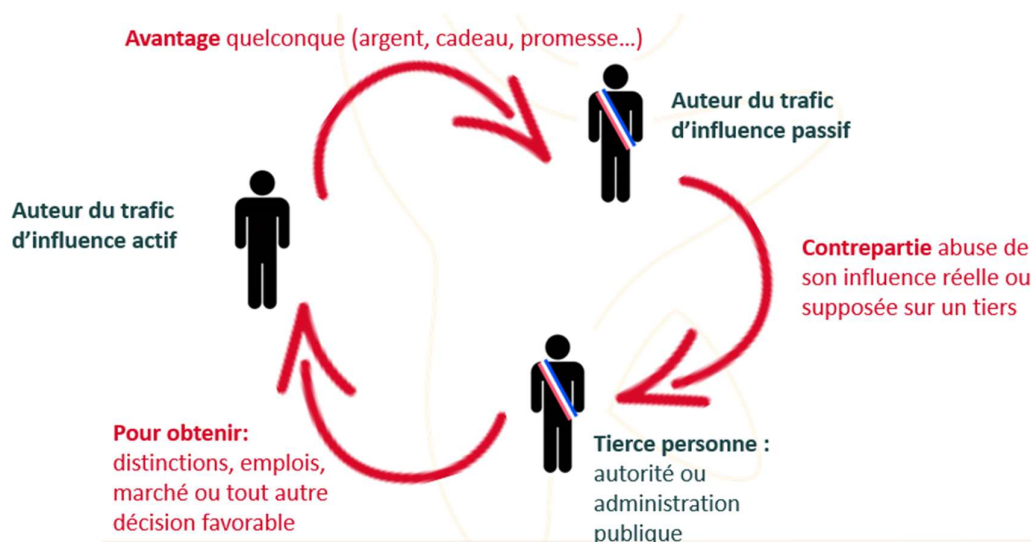 Avantage quelconque (argent, cadeau, promesse...)
Auteur du trafic
d’influence passif
Auteur du trafic
d’influence actif
Contrepartie abuse de
son influence réelle ou
supposée sur un tiers
Pour obtenir:
distinctions, emplois,
marché ou tout autre
décision favorable
Tierce personne :
autorité ou
administration
publique